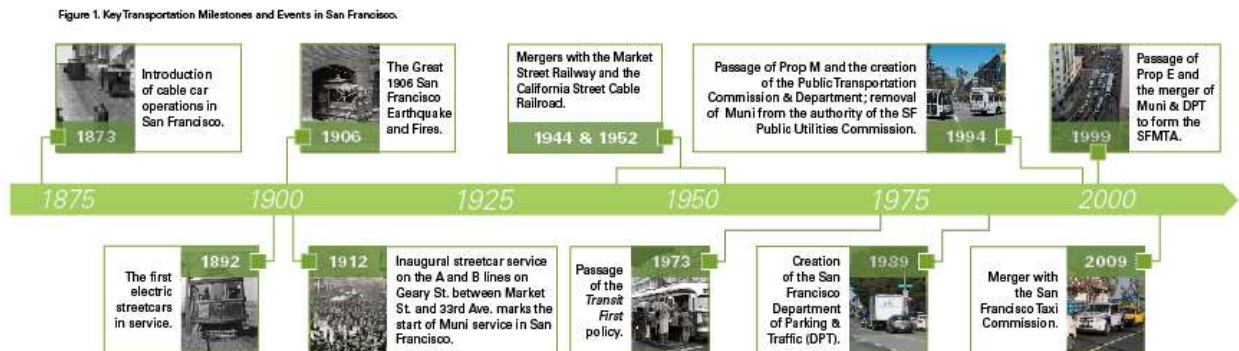 Figure 1. Key Transportation Milestones and Events in San Francisco.
1873
Introduction
of cable car
operations in
San Francisco.
1906
The Great
1906 San
Francisco
Earthquake
and Fires.
Mergers with the Market
Street Railway and the
California Street Cable
Railroad.
1944 & 1952
Passage of Prop M and the creation
of the Public Transportation
Commission & Department; removal
of Muni from the authority of the SF
Public Utilities Commission.
1994
1999
Passage of
Prop E and
the merger of
Muni & DPT
to form the
SFMTA.
1875
1900
1925
1950
1975
2000
The first
electric
streetcars
in service.
1892
1912
Inaugural streetcar service
on the A and B lines on
Geary St. between Market
St. and 33rd Ave. marks the
start of Muni service in San
Francisco.
Passage
of the
Transit
First
policy.
1973
Creation
of the San
Francisco
Department
of Parking &
Traffic (DPT).
1989
Merger with
the San
Francisco Taxi
Commission.
2009